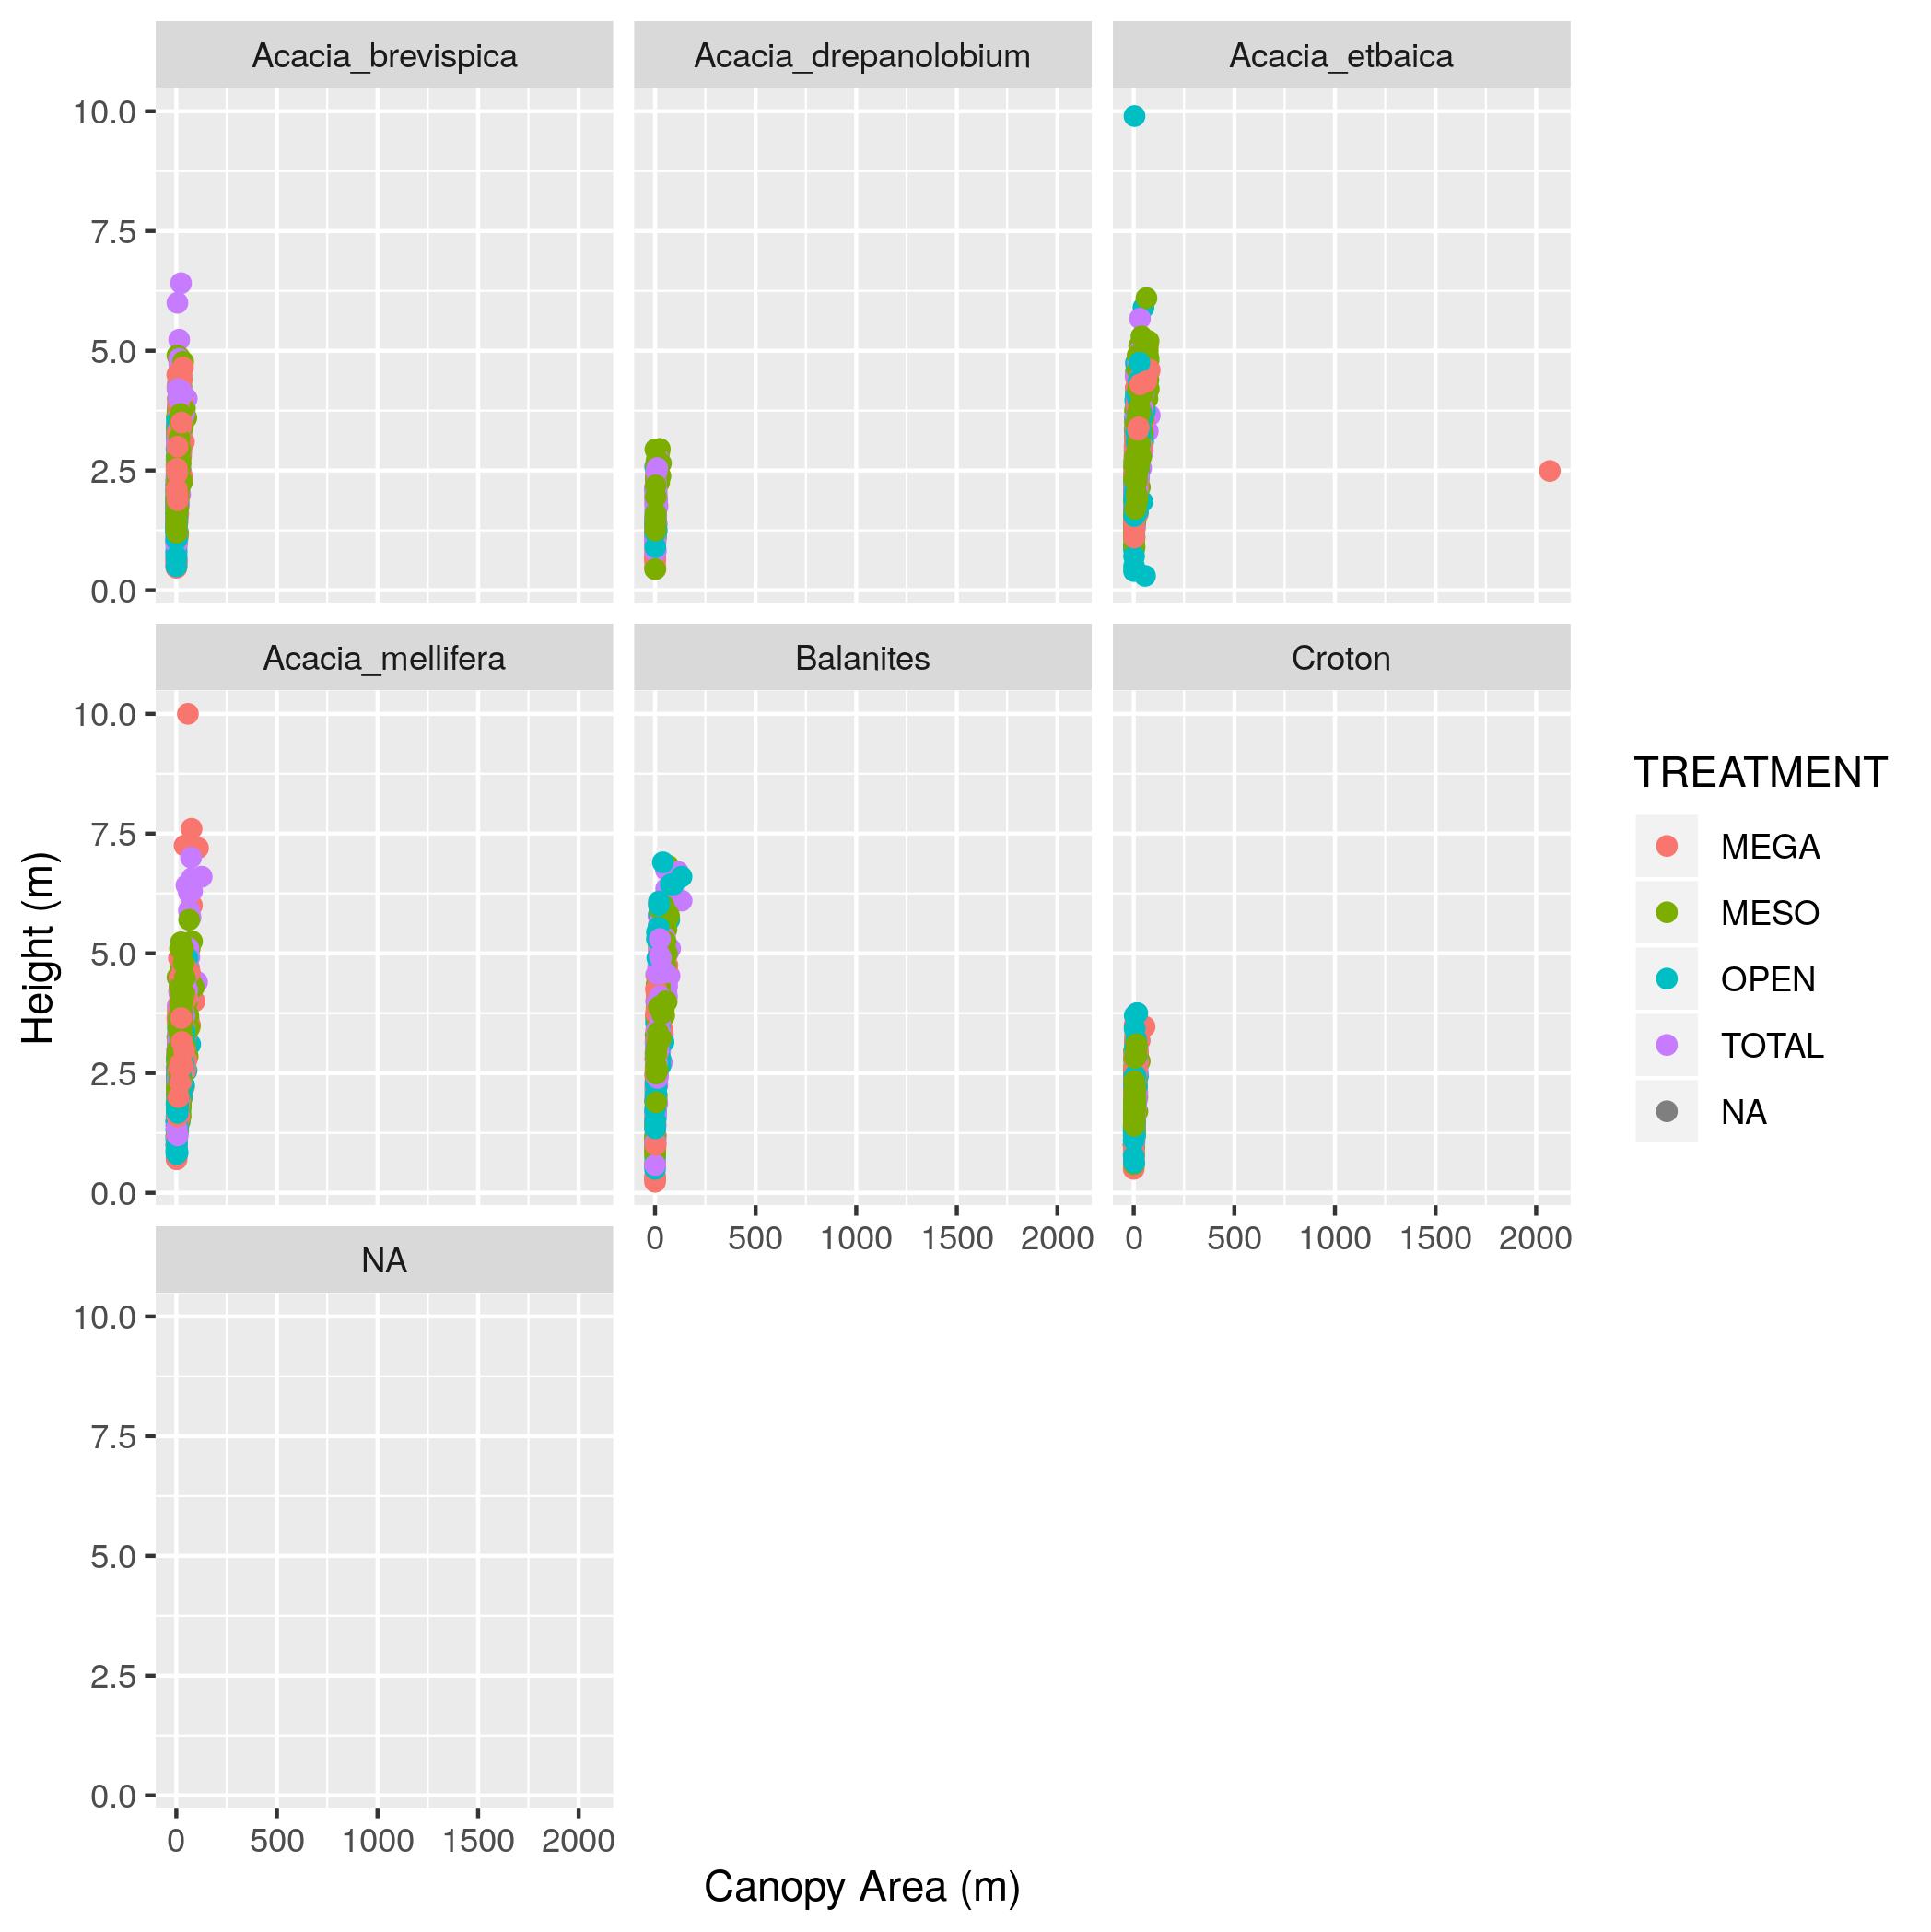 Acacia_brevispica Acacia_drepanolobium Acacia_etbaica
10.0
7.5
5.0
2.5
0.0
Acacia_mellifera Balanites Croton
10.0
7.5
5.0
2.5
0.0
0 500 1000 1500 2000 0 500 1000 1500 2000
NA
10.0
7.5
5.0
2.5
0.0
0 500 1000 1500 2000
Canopy Area (m)
Height (m)
TREATMENT
MEGA
MESO
OPEN
TOTAL
NA